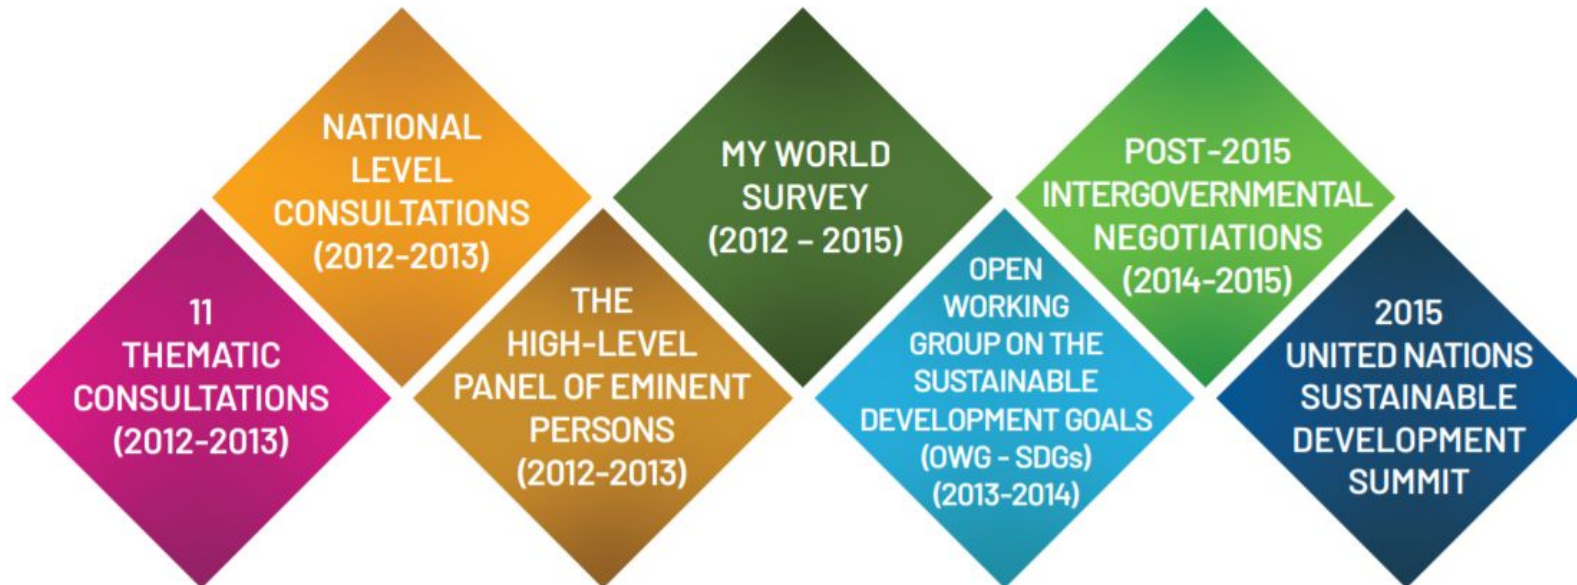 11
THEMATIC
CONSULTATIONS
(2012-2013)
NATIONAL
LEVEL
CONSULTATIONS
(2012-2013)
THE
HIGH-LEVEL
PANEL OF EMINENT
PERSONS
(2012-2013)
MY WORLD
SURVEY
(2012 – 2015)
OPEN
WORKING
GROUP ON THE
SUSTAINABLE
DEVELOPMENT GOALS
(OWG - SDGs)
(2013-2014)
POST-2015
INTERGOVERNMENTAL
NEGOTIATIONS
(2014-2015)
2015
UNITED NATIONS
SUSTAINABLE
DEVELOPMENT
SUMMIT